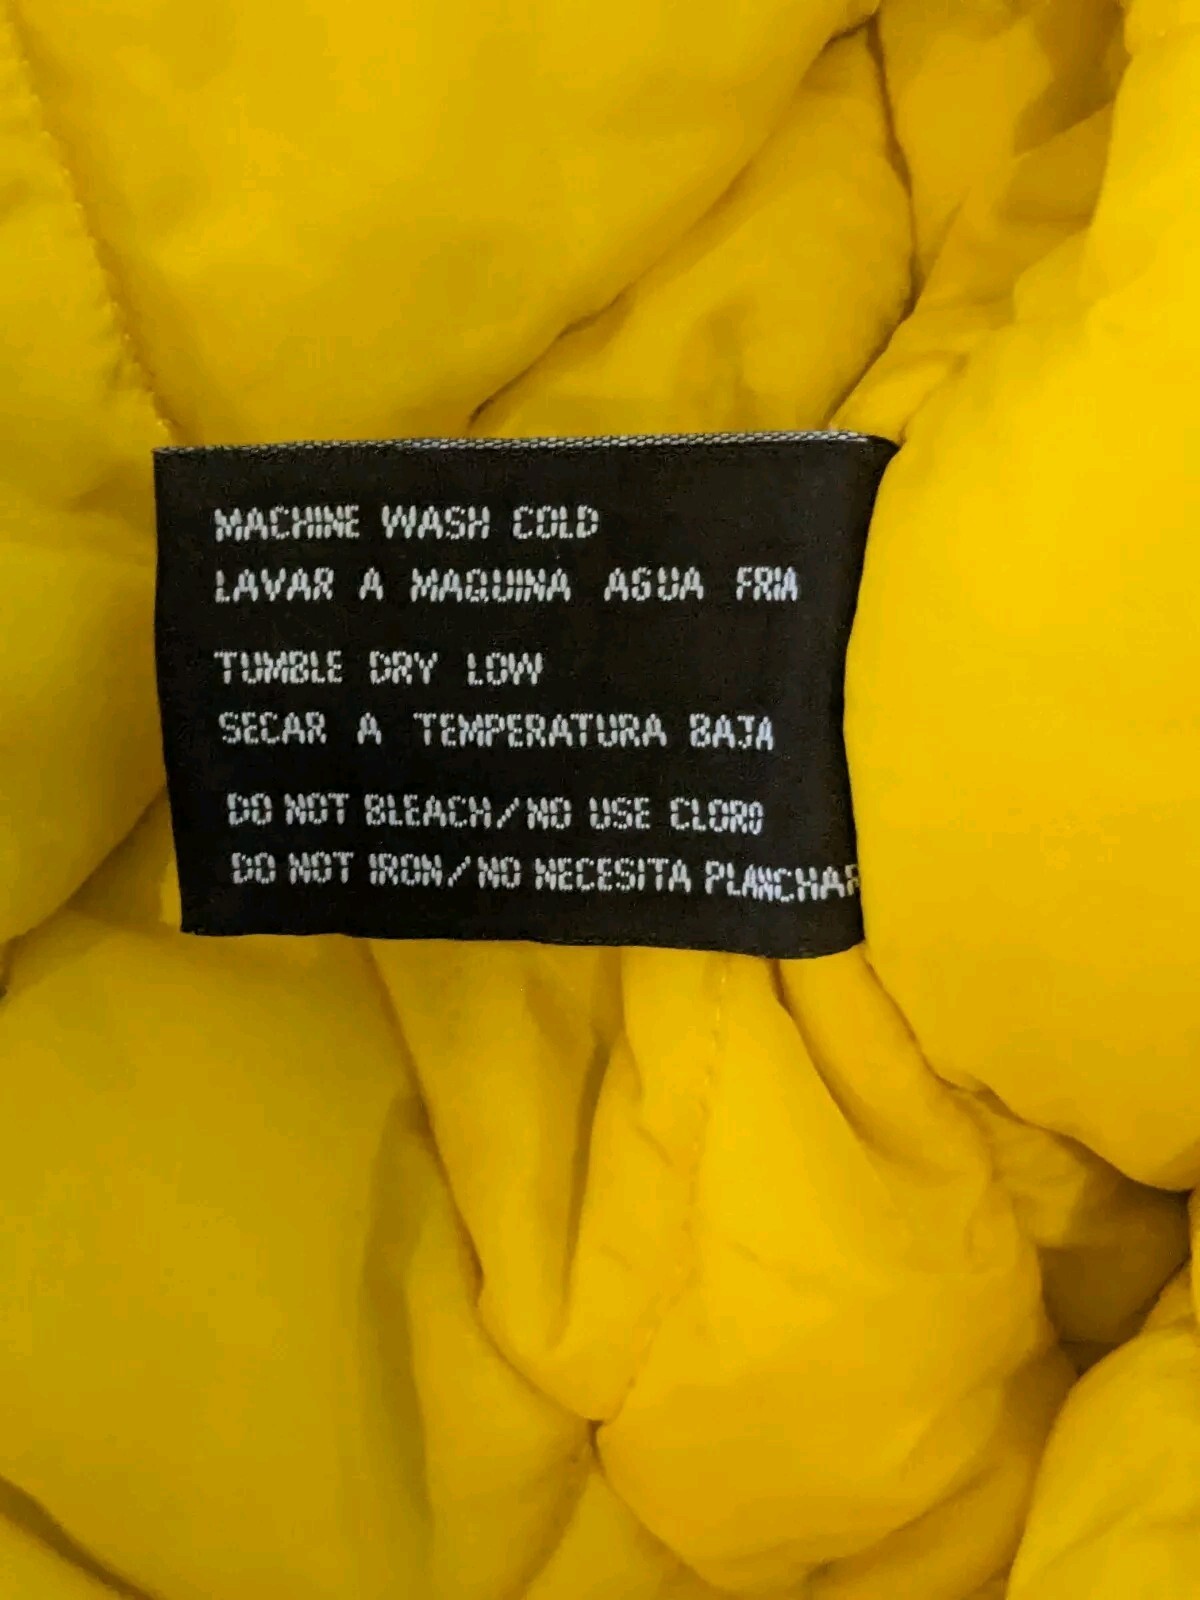 MACHINE WASH COLD
LAVAR A MAQUINA AGUA FRIA
TUMBLE DRY LOW
SECAR A TEMPERATURA BAJA
DO NOT BLEACH/NO USE CLORO
DO NOT IRON/NO NECESITA PLANCHAR